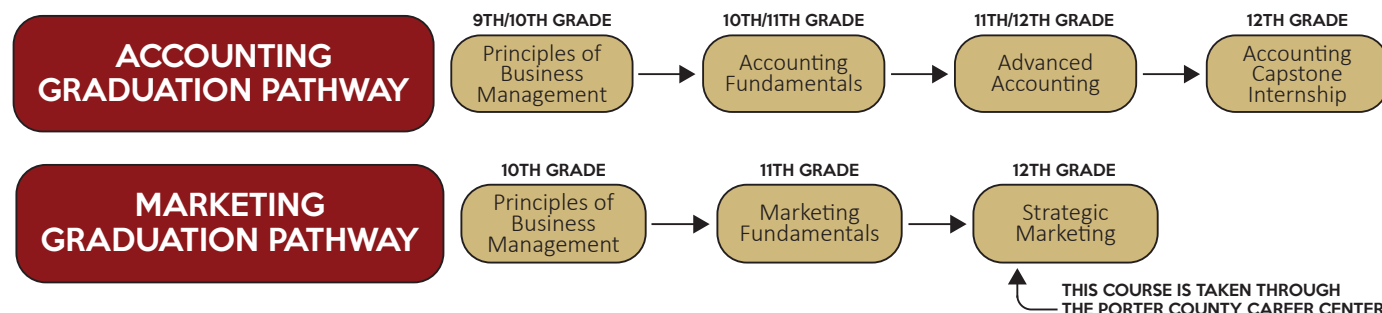 ACCOUNTING
GRADUATION PATHWAY
9TH/10TH GRADE
Principles of
Business
Management
10TH/11TH GRADE
Accounting
Fundamentals
11TH/12TH GRADE
Advanced
Accounting
12TH GRADE
Accounting
Capstone
Internship
MARKETING
GRADUATION PATHWAY
10TH GRADE
Principles of
Business
Management
11TH GRADE
Marketing
Fundamentals
12TH GRADE
Strategic
Marketing
THIS COURSE IS TAKEN THROUGH
THE PORTER COUNTY CAREER CENTER